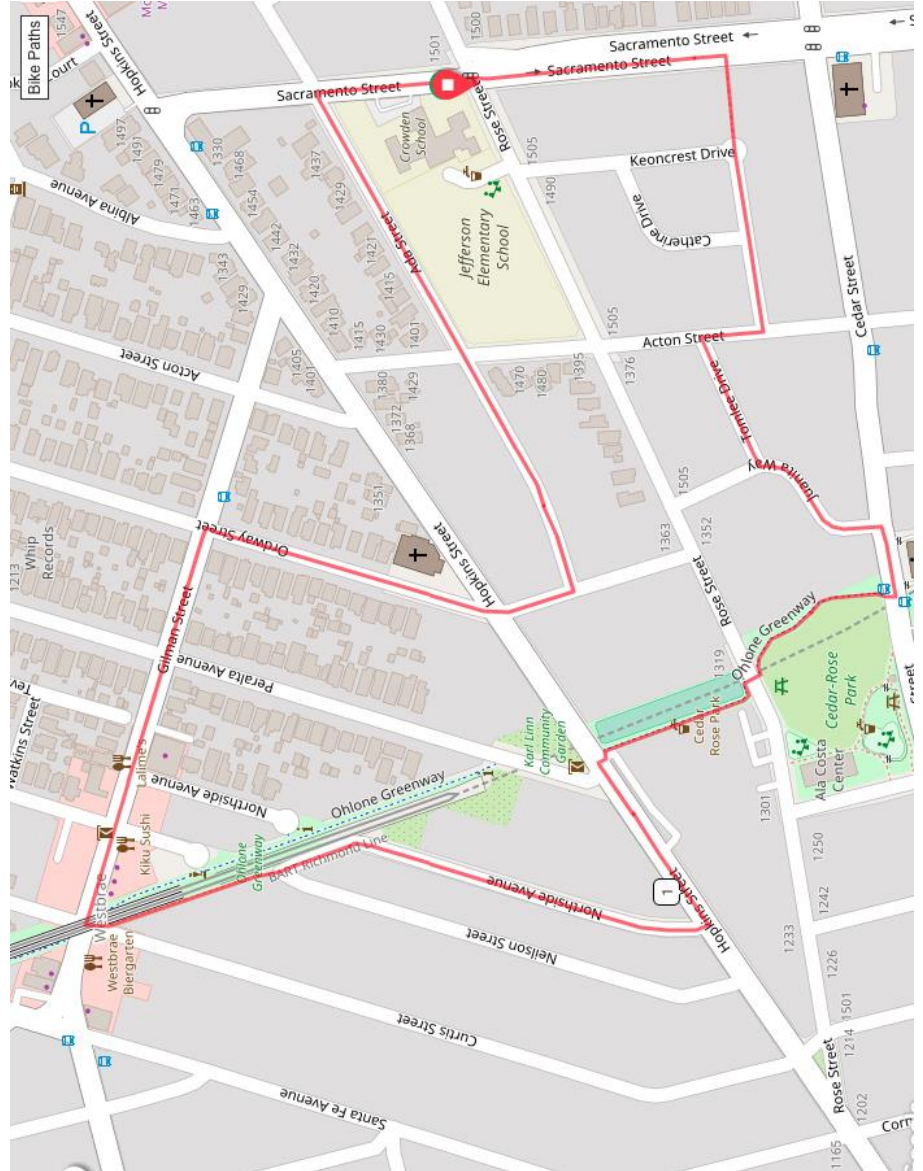 Bike Paths
1547
Hopkins Street
Court
P
1497
1491
1479
1471
1463
Albina Avenue
1330
1468
1454
1442
1432
1420
1410
1415
1430
1401
1437
1429
1421
1415
1343
1429
Acton Street
1405
1401
1380
1429
1372
1368
1351
Sacramento Street
1501
1500
Sacramento Street
Sacramento Street
Rose Street
Crowden
School
Jefferson
Elementary
School
Ada Street
1505
1490
Keoncrest Drive
Catherine Drive
Cedar Street
Acton Street
1505
1376
1395
1470
1480
Tomlee Drive
Juanita Way
1505
1363
1352
Rose Street
1319
Hopkins Street
Ordway Street
1213
Whip
Records
Gilman Street
Peralta Avenue
Watkins Street
Northside Avenue
Lalime's
Kiku Sushi
Westbrae
Westbrae
Biergarten
Ohlone Greenway
Ohlone
Greenway
BART Richmond Line
Karl Linn
Community
Garden
Cedar
Rose Park
Ohlone Greenway
Cedar-Rose
Park
Ala Costa
Center
Street
1301
1250
1242
1233
1226
1501
1214
1202
1165
Rose Street
Northside Avenue
1
Hopkins Street
Neilson Street
Curtis Street
Santa Fe Avenue